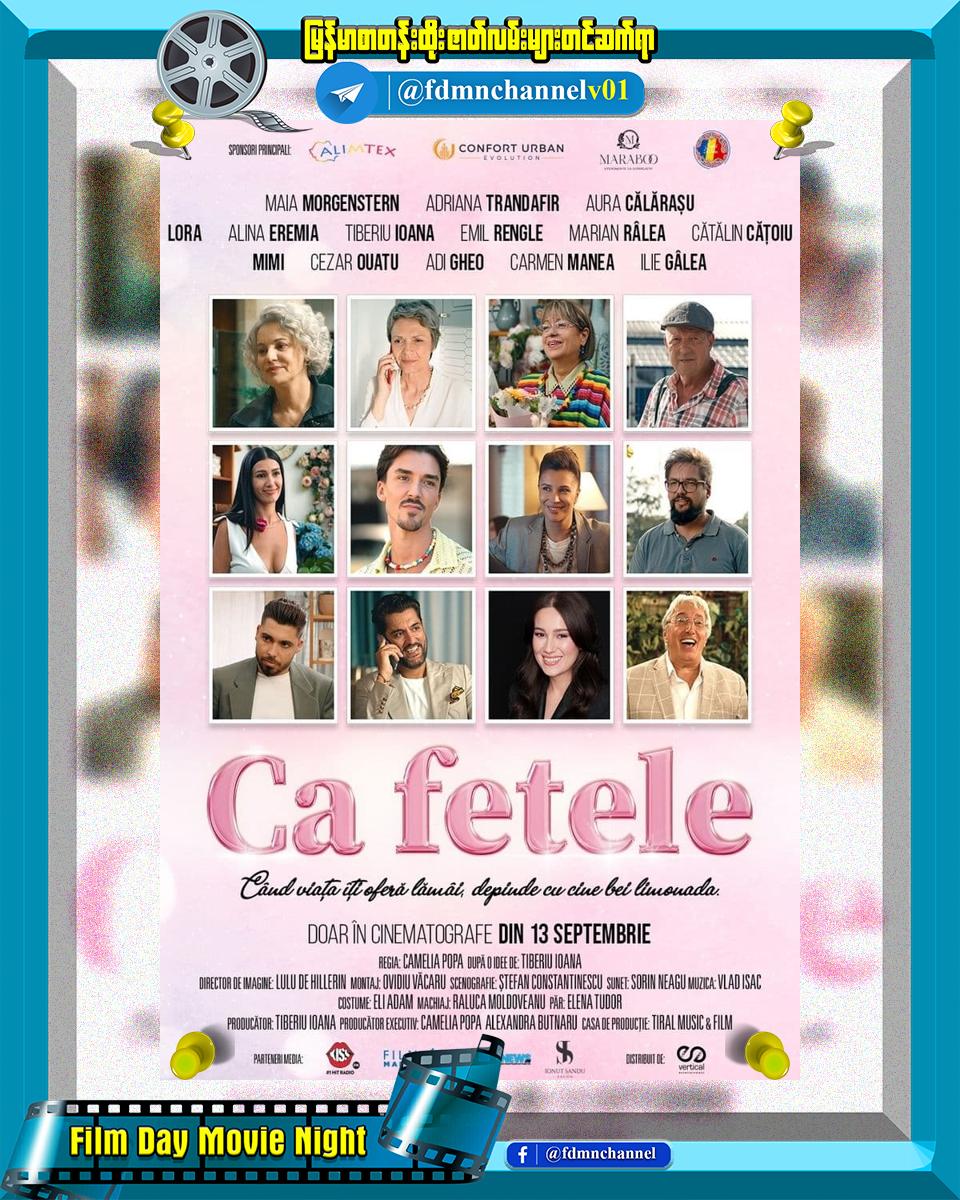 မြန်မာစာတန်းထိုးဇာတ်လမ်းများတင်ဆက်ရာ
@fdmnchannelv01
SPONSORI PRINCIPALI: ALIMTEX CONFORT URBAN EVOLUTION MARABOO
MAIA MORGENSTERN ADRIANA TRANDAFIR AURA CĂLĂRAȘU
LORA ALINA EREMIA TIBERIU IOANA EMIL RENGLE MARIAN RÂLEA CĂTĂLIN CĂȚOIU
MIMI CEZAR OUATU ADI GHEO CARMEN MANEA ILIE GÂLEA
Ca fetele
Când viața îți oferă lămâi, depinde cu cine bei limonada.
DOAR ÎN CINEMATOGRAFE DIN 13 SEPTEMBRIE
REGIA: CAMELIA POPA DUPĂ O IDEE DE: TIBERIU IOANA
DIRECTOR DE IMAGINE: LULU DE HILLERIN MONTAJ: OVIDIU VĂCARU SCENOGRAFIE: ȘTEFAN CONSTANTINESCU SUNET: SORIN NEAGU MUZICA: VLAD ISAC
COSTUME: ELI ADAM MACHIAJ: RALUCA MOLDOVEANU PĂR: ELENA TUDOR
PRODUCĂTOR: TIBERIU IOANA PRODUCĂTOR EXECUTIV: CAMELIA POPA ALEXANDRA BUTNARU CASA DE PRODUCȚIE: TIRAL MUSIC & FILM
PARTENERI MEDIA: KISS FM #1 HIT RADIO NEWS IONUT SANDU DISTRIBUIT DE: vertical
Film Day Movie Night
@fdmnchannel